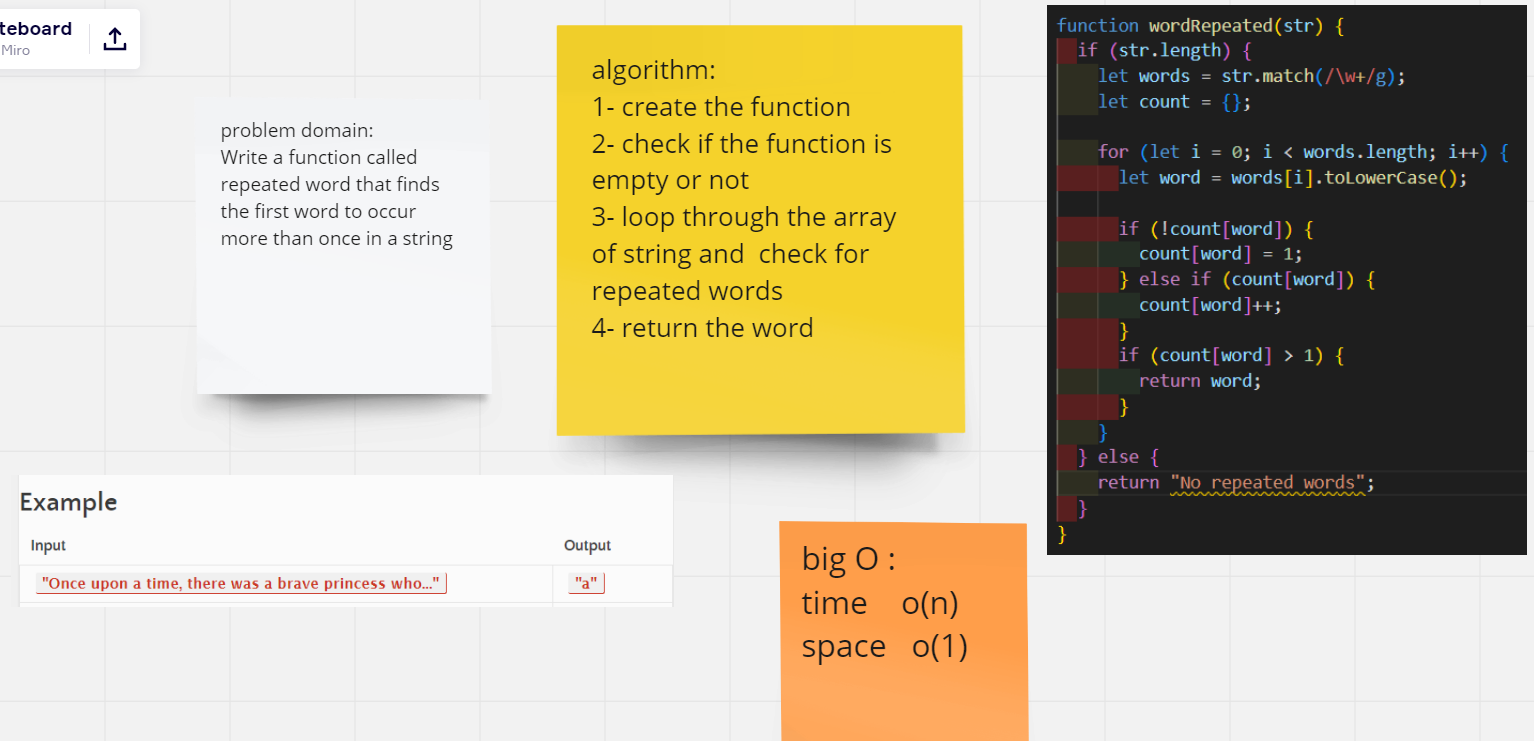 teboard
Miro
problem domain:
Write a function called
repeated word that finds
the first word to occur
more than once in a string
algorithm:
1- create the function
2- check if the function is
empty or not
3- loop through the array
of string and  check for
repeated words
4- return the word
function wordRepeated(str) {
if (str.length) {
let words = str.match(/\w+/g);
let count = {};
for (let i = 0; i < words.length; i++) {
let word = words[i].toLowerCase();
if (!count[word]) {
count[word] = 1;
} else if (count[word]) {
count[word]++;
}
if (count[word] > 1) {
return word;
}
}
} else {
return "No repeated words";
}
}
Example
Input Output
"Once upon a time, there was a brave princess who..." "a"
big O :
time o(n)
space o(1)